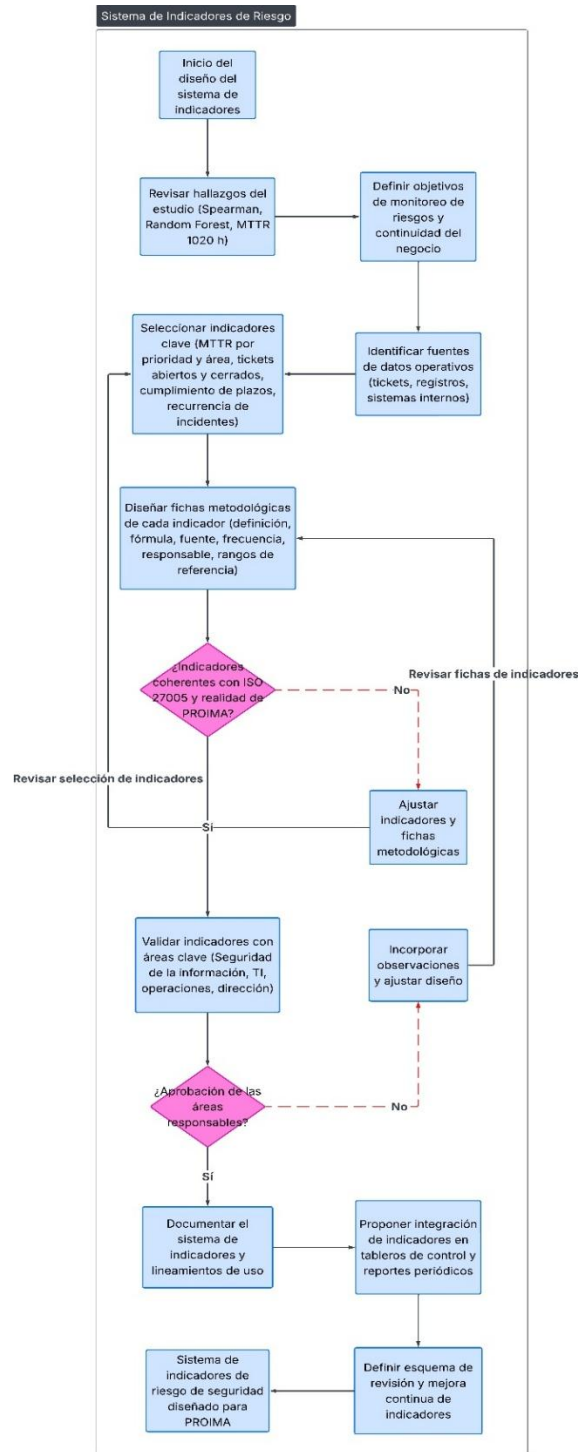 Sistema de Indicadores de Riesgo
Inicio del
diseño del
sistema de
indicadores
Revisar hallazgos del
estudio (Spearman,
Random Forest, MTTR
1020 h)
Definir objetivos
de monitoreo de
riesgos y
continuidad del
negocio
Seleccionar indicadores
clave (MTTR por
prioridad y área, tickets
abiertos y cerrados,
cumplimiento de plazos,
recurrencia de
incidentes)
Identificar fuentes
de datos operativos
(tickets, registros,
sistemas internos)
Diseñar fichas metodológicas
de cada indicador (definición,
fórmula, fuente, frecuencia,
responsable, rangos de
referencia)
¿Indicadores
coherentes con ISO
27005 y realidad de
PROIMA?
Revisar fichas de indicadores
No
Revisar selección de indicadores
Ajustar
indicadores y
fichas
metodológicas
Sí
Validar indicadores con
áreas clave (Seguridad
de la información, TI,
operaciones, dirección)
Incorporar
observaciones
y ajustar diseño
¿Aprobación de las
áreas
responsables?
No
Sí
Documentar el
sistema de
indicadores y
lineamientos de uso
Proponer integración
de indicadores en
tableros de control y
reportes periódicos
Sistema de
indicadores de
riesgo de seguridad
diseñado para
PROIMA
Definir esquema de
revisión y mejora
continua de
indicadores